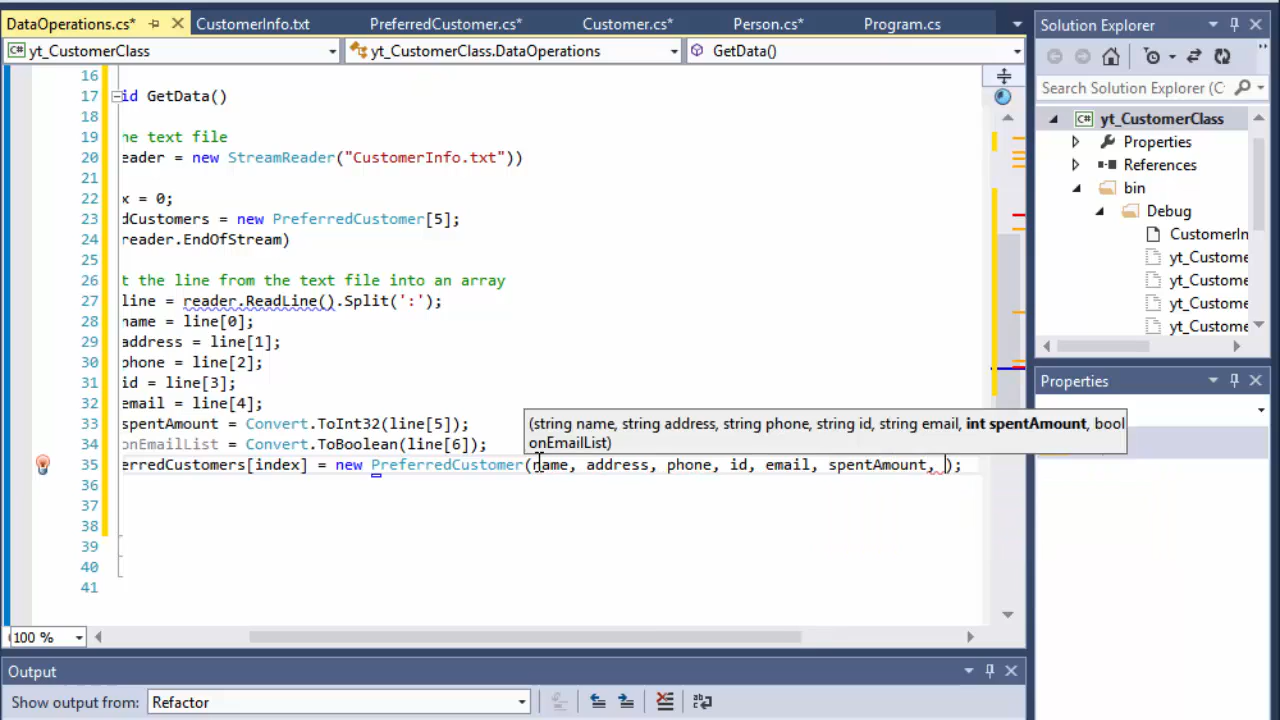 DataOperations.cs*
CustomerInfo.txt
PreferredCustomer.cs*
Customer.cs*
Person.cs*
Program.cs
yt_CustomerClass
yt_CustomerClass.DataOperations
GetData()
16
17 id GetData()
18
19 he text file
20 eader = new StreamReader("CustomerInfo.txt"))
21
22 x = 0;
23 dCustomers = new PreferredCustomer[5];
24 reader.EndOfStream)
25
26 t the line from the text file into an array
27 line = reader.ReadLine().Split(':');
28 name = line[0];
29 address = line[1];
30 phone = line[2];
31 id = line[3];
32 email = line[4];
33 spentAmount = Convert.ToInt32(line[5]);
34 onEmailList = Convert.ToBoolean(line[6]);
(string name, string address, string phone, string id, string email, int spentAmount, bool
onEmailList)
35 erredCustomers[index] = new PreferredCustomer(name, address, phone, id, email, spentAmount, );
36
37
38
39
40
41
100 %
Output
Show output from: Refactor
Solution Explorer
Search Solution Explorer (C
yt_CustomerClass
Properties
References
bin
Debug
CustomerIn
yt_Custome
yt_Custome
yt_Custome
yt_Custome
Properties